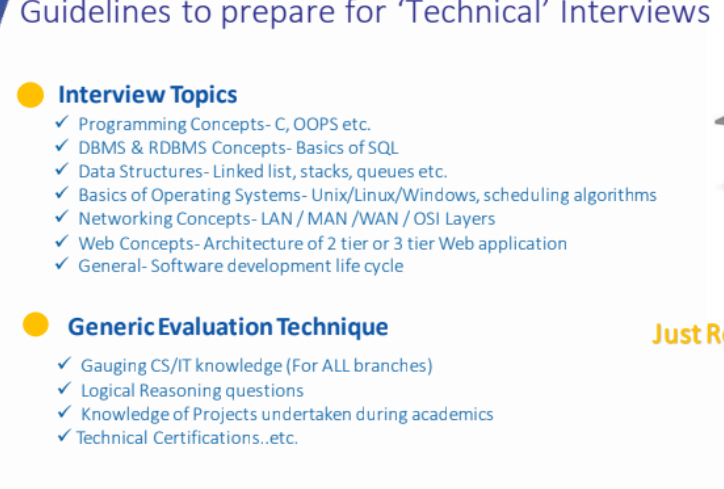 Guidelines to prepare for 'Technical' Interviews
Interview Topics
✓ Programming Concepts- C, OOPS etc.
✓ DBMS & RDBMS Concepts- Basics of SQL
✓ Data Structures- Linked list, stacks, queues etc.
✓ Basics of Operating Systems- Unix/Linux/Windows, scheduling algorithms
✓ Networking Concepts- LAN / MAN /WAN / OSI Layers
✓ Web Concepts- Architecture of 2 tier or 3 tier Web application
✓ General- Software development life cycle
Generic Evaluation Technique
Just
✓ Gauging CS/IT knowledge (For ALL branches)
✓ Logical Reasoning questions
✓ Knowledge of Projects undertaken during academics
✓ Technical Certifications..etc.